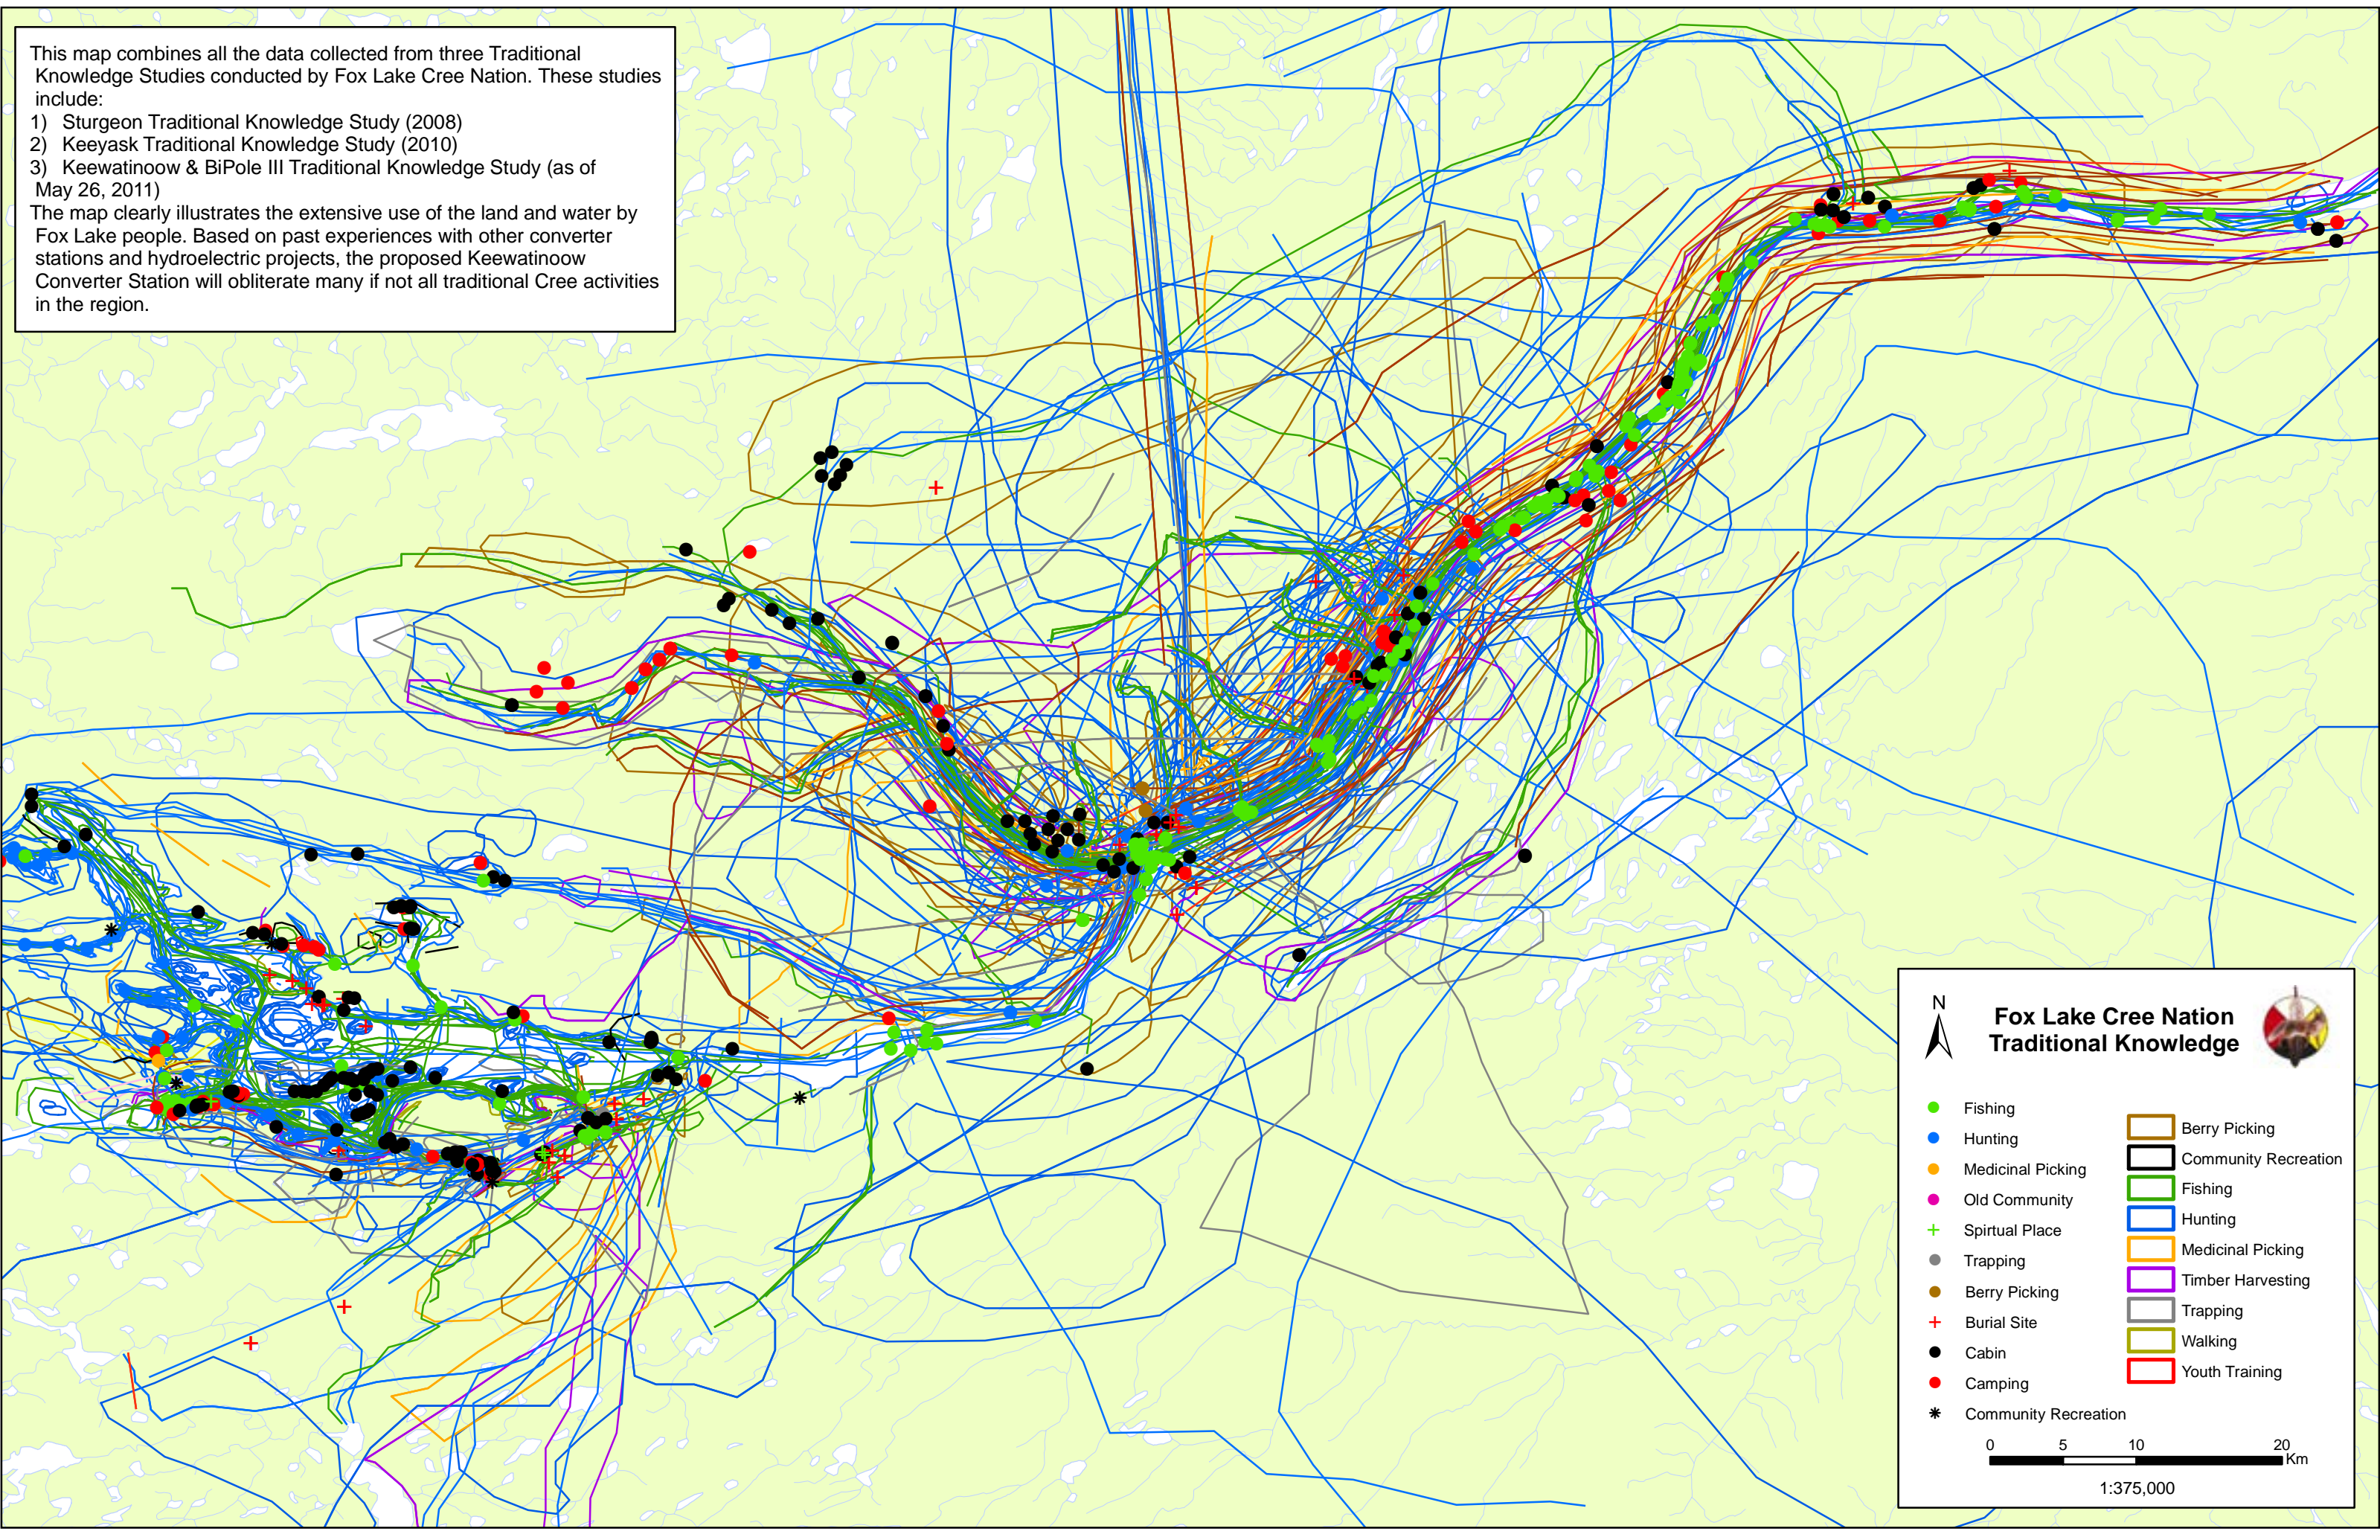 This map combines all the data collected from three Traditional
Knowledge Studies conducted by Fox Lake Cree Nation. These studies
include:
1) Sturgeon Traditional Knowledge Study (2008)
2) Keeyask Traditional Knowledge Study (2010)
3) Keewatinoow & BiPole III Traditional Knowledge Study (as of
May 26, 2011)
The map clearly illustrates the extensive use of the land and water by
Fox Lake people. Based on past experiences with other converter
stations and hydroelectric projects, the proposed Keewatinoow
Converter Station will obliterate many if not all traditional Cree activities
in the region.
N
Fox Lake Cree Nation
Traditional Knowledge
Fishing
Hunting
Medicinal Picking
Old Community
Spirtual Place
Trapping
Berry Picking
Burial Site
Cabin
Camping
Community Recreation
Berry Picking
Community Recreation
Fishing
Hunting
Medicinal Picking
Timber Harvesting
Trapping
Walking
Youth Training
0 5 10 20
Km
1:375,000